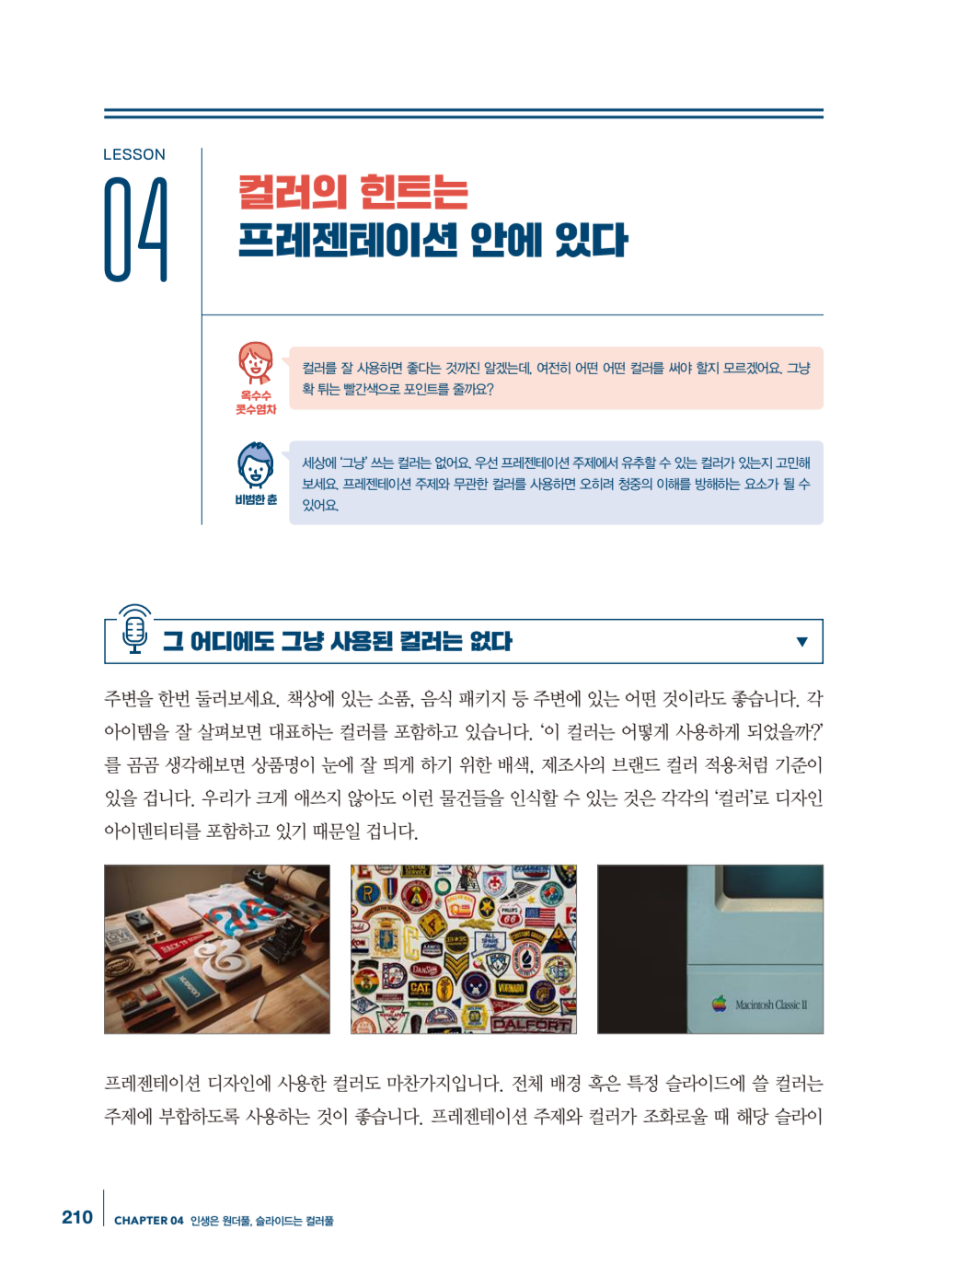 LESSON
04
컬러의 힌트는
프레젠테이션 안에 있다
옥수수
콧수염차
컬러를 잘 사용하면 좋다는 것까진 알겠는데, 여전히 어떤 어떤 컬러를 써야 할지 모르겠어요. 그냥
확 튀는 빨간색으로 포인트를 줄까요?
비범한 츈
세상에 '그냥' 쓰는 컬러는 없어요. 우선 프레젠테이션 주제에서 유추할 수 있는 컬러가 있는지 고민해
보세요. 프레젠테이션 주제와 무관한 컬러를 사용하면 오히려 청중의 이해를 방해하는 요소가 될 수
있어요.
그 어디에도 그냥 사용된 컬러는 없다
주변을 한번 둘러보세요. 책상에 있는 소품, 음식 패키지 등 주변에 있는 어떤 것이라도 좋습니다. 각
아이템을 잘 살펴보면 대표하는 컬러를 포함하고 있습니다. '이 컬러는 어떻게 사용하게 되었을까?'
를 곰곰 생각해보면 상품명이 눈에 잘 띄게 하기 위한 배색, 제조사의 브랜드 컬러 적용처럼 기준이
있을 겁니다. 우리가 크게 애쓰지 않아도 이런 물건들을 인식할 수 있는 것은 각각의 '컬러'로 디자인
아이덴티티를 포함하고 있기 때문일 겁니다.
CAT
VORNADO
DALFORT
Macintosh Classic II
프레젠테이션 디자인에 사용한 컬러도 마찬가지입니다. 전체 배경 혹은 특정 슬라이드에 쓸 컬러는
주제에 부합하도록 사용하는 것이 좋습니다. 프레젠테이션 주제와 컬러가 조화로울 때 해당 슬라이
210
CHAPTER 04 인생은 원더풀, 슬라이드는 컬러풀